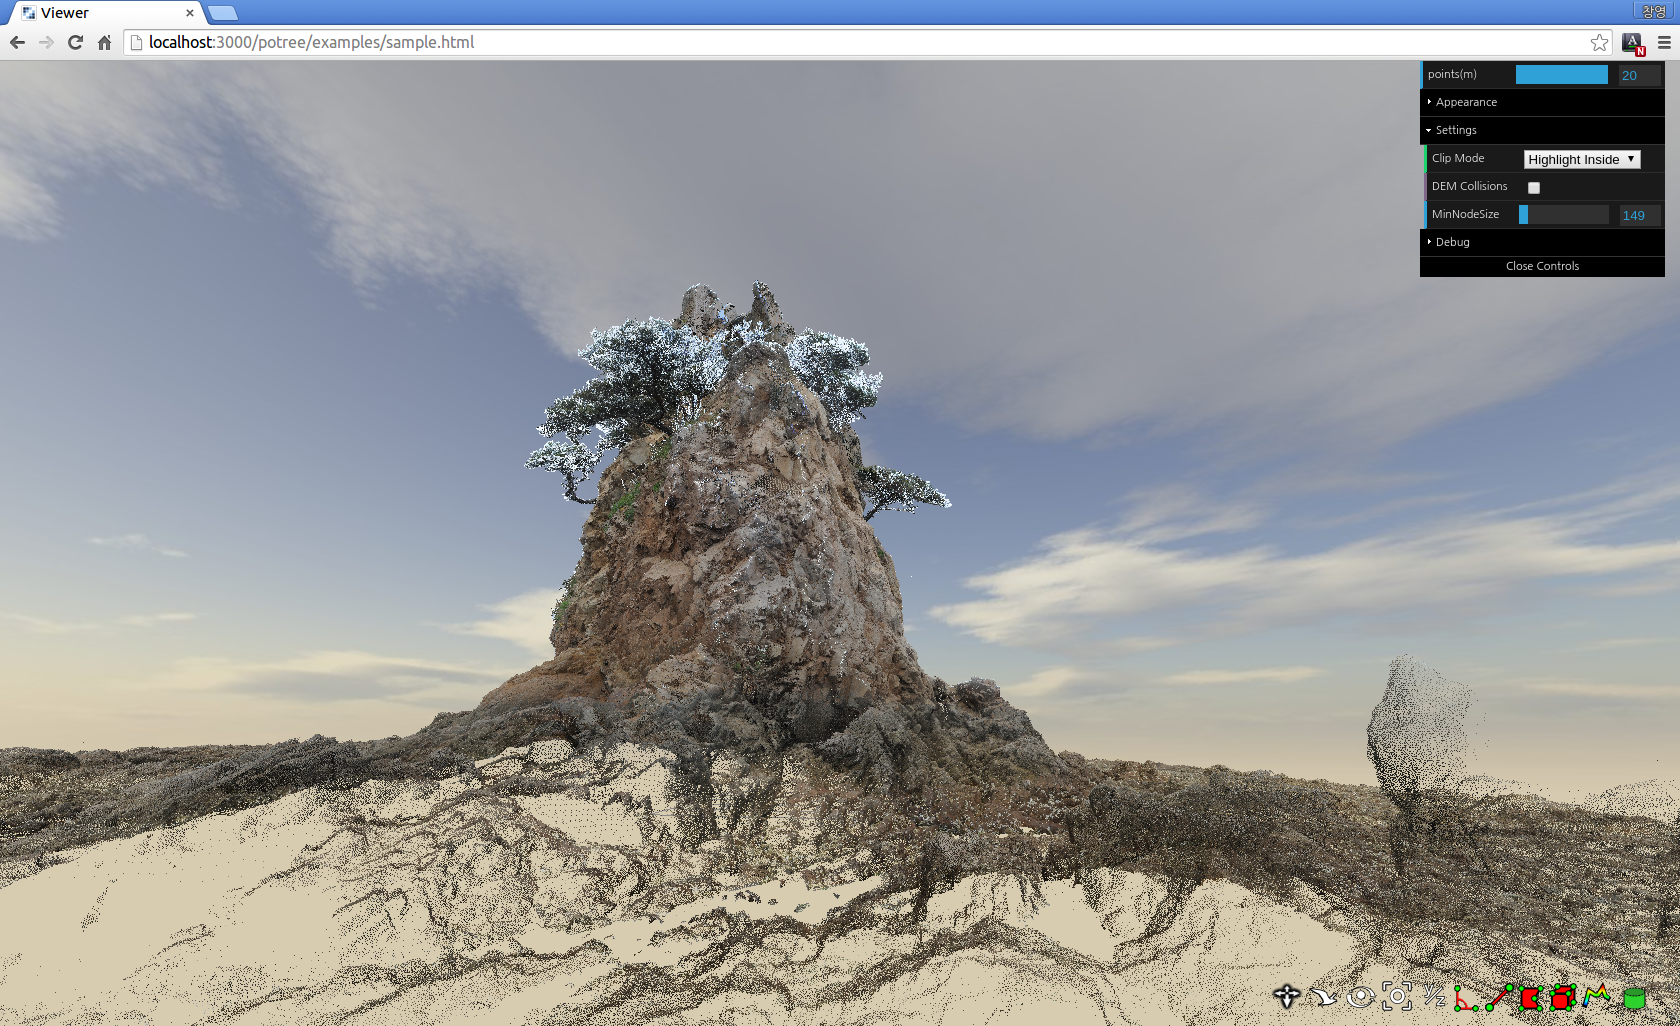 Viewer
창영
localhost:3000/potree/examples/sample.html
A
N
points(m) 20
Appearance
Settings
Clip Mode Highlight Inside
DEM Collisions
MinNodeSize 149
Debug
Close Controls
y/z